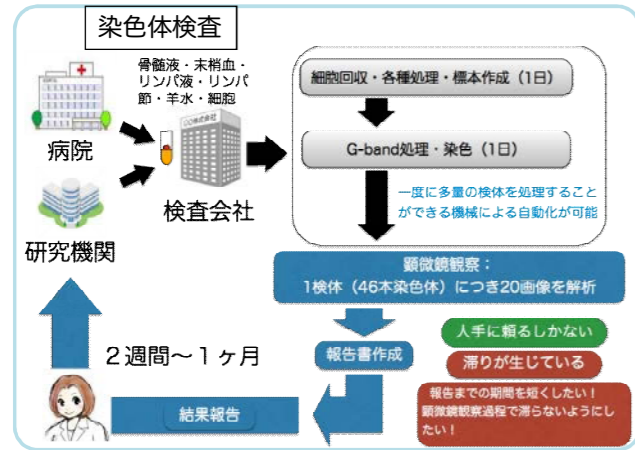 染色体検査
骨髄液・末梢血・
リンパ液・リンパ
節・羊水・細胞
〇〇株式会社
病院
検査会社
研究機関
細胞回収・各種処理・標本作成（1日）
G-band処理・染色（1日）
一度に多量の検体を処理すること
ができる機械による自動化が可能
顕微鏡観察：
1検体（46本染色体）につき20画像を解析
人手に頼るしかない
報告書作成
滞りが生じている
２週間〜１ヶ月
報告までの期間を短くしたい！
顕微鏡観察過程で滞らないようにし
たい！
結果報告